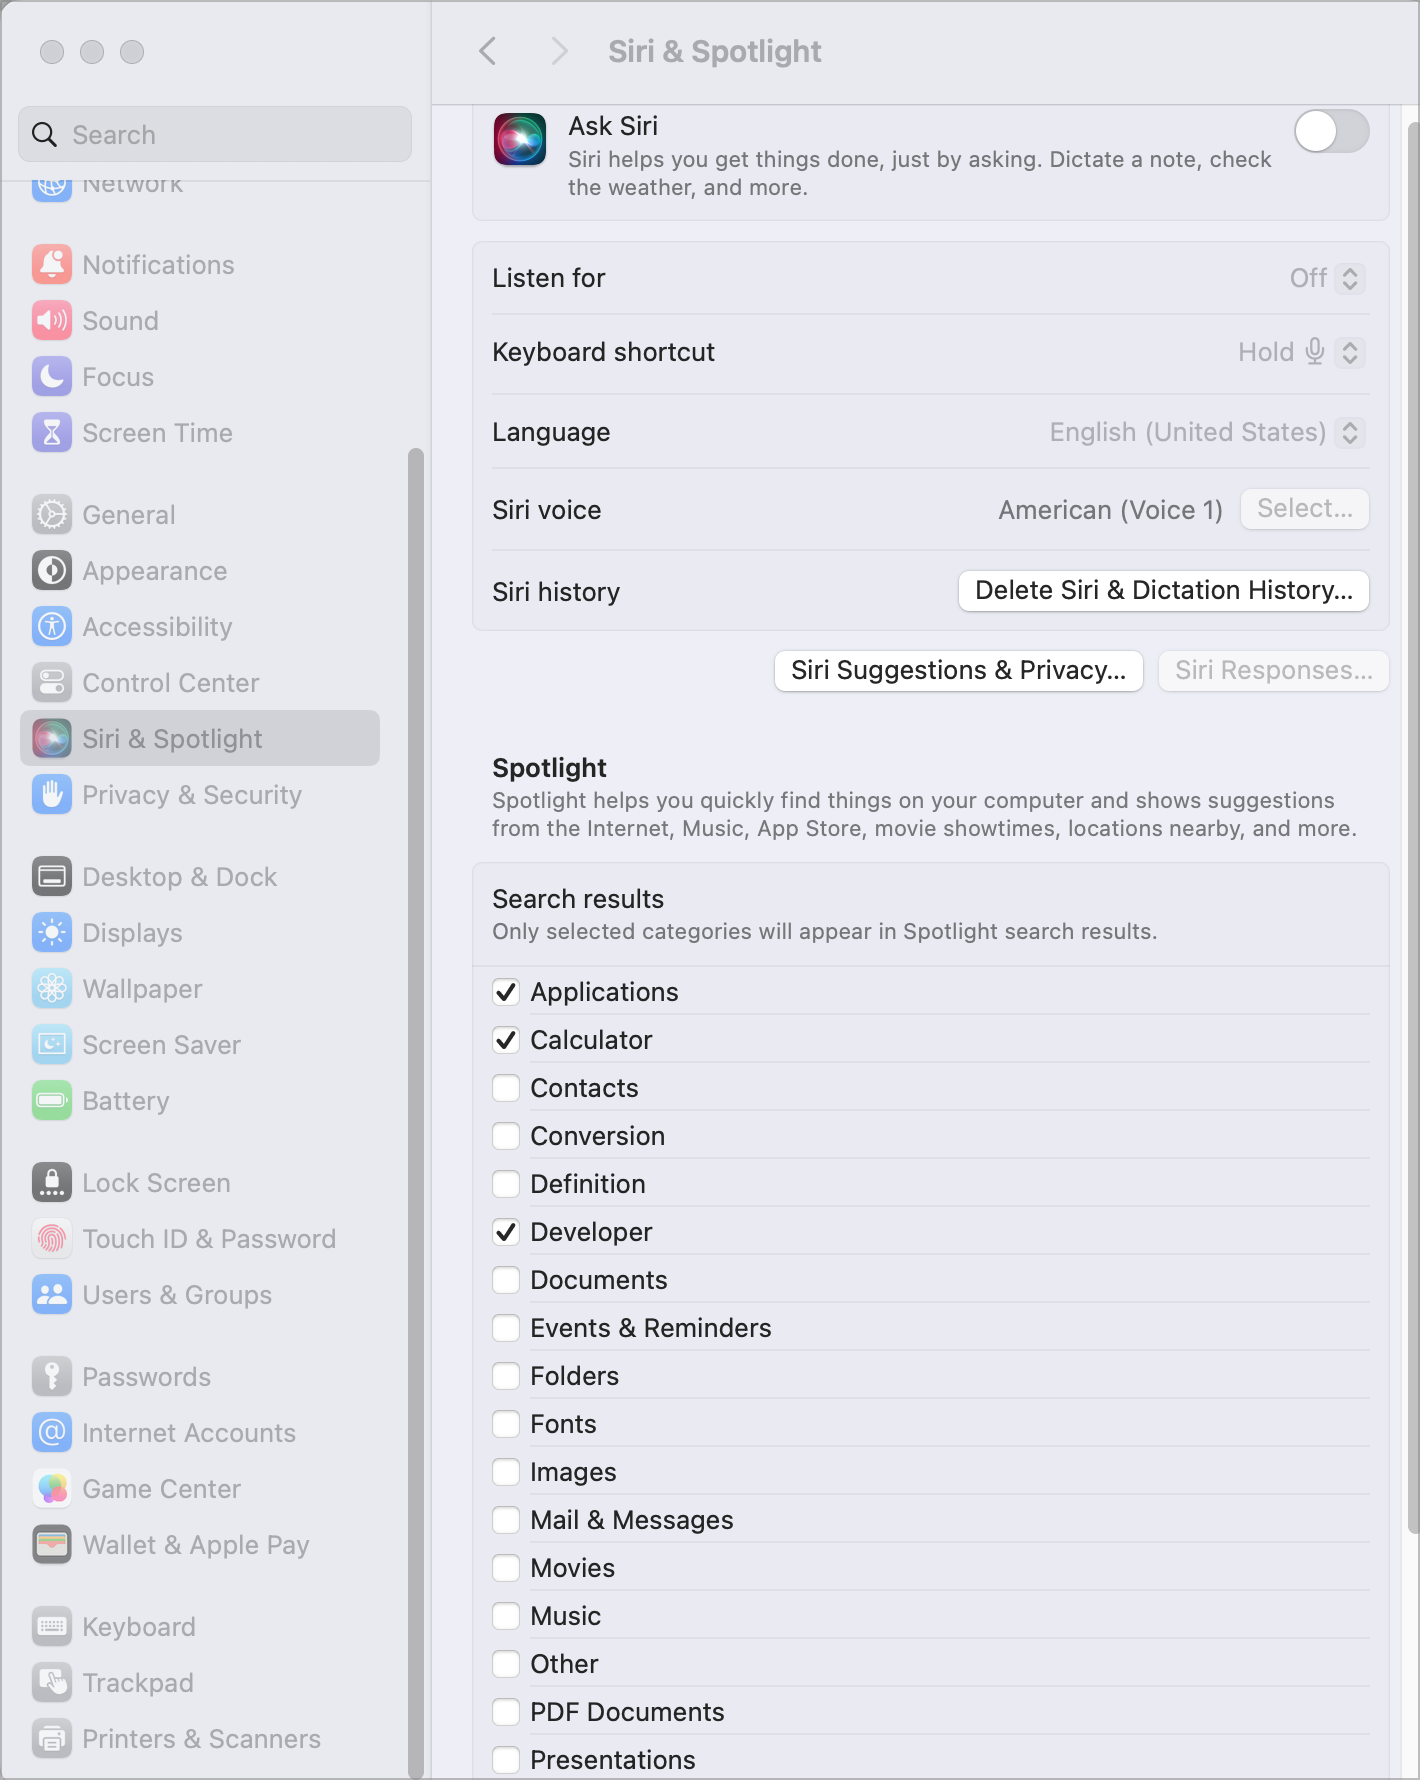 Siri & Spotlight
Search
Network
Notifications
Sound
Focus
Screen Time
General
Appearance
Accessibility
Control Center
Siri & Spotlight
Privacy & Security
Desktop & Dock
Displays
Wallpaper
Screen Saver
Battery
Lock Screen
Touch ID & Password
Users & Groups
Passwords
Internet Accounts
Game Center
Wallet & Apple Pay
Keyboard
Trackpad
Printers & Scanners
Ask Siri
Siri helps you get things done, just by asking. Dictate a note, check
the weather, and more.
Listen for Off
Keyboard shortcut Hold
Language English (United States)
Siri voice American (Voice 1) Select...
Siri history Delete Siri & Dictation History...
Siri Suggestions & Privacy... Siri Responses...
Spotlight
Spotlight helps you quickly find things on your computer and shows suggestions
from the Internet, Music, App Store, movie showtimes, locations nearby, and more.
Search results
Only selected categories will appear in Spotlight search results.
Applications
Calculator
Contacts
Conversion
Definition
Developer
Documents
Events & Reminders
Folders
Fonts
Images
Mail & Messages
Movies
Music
Other
PDF Documents
Presentations